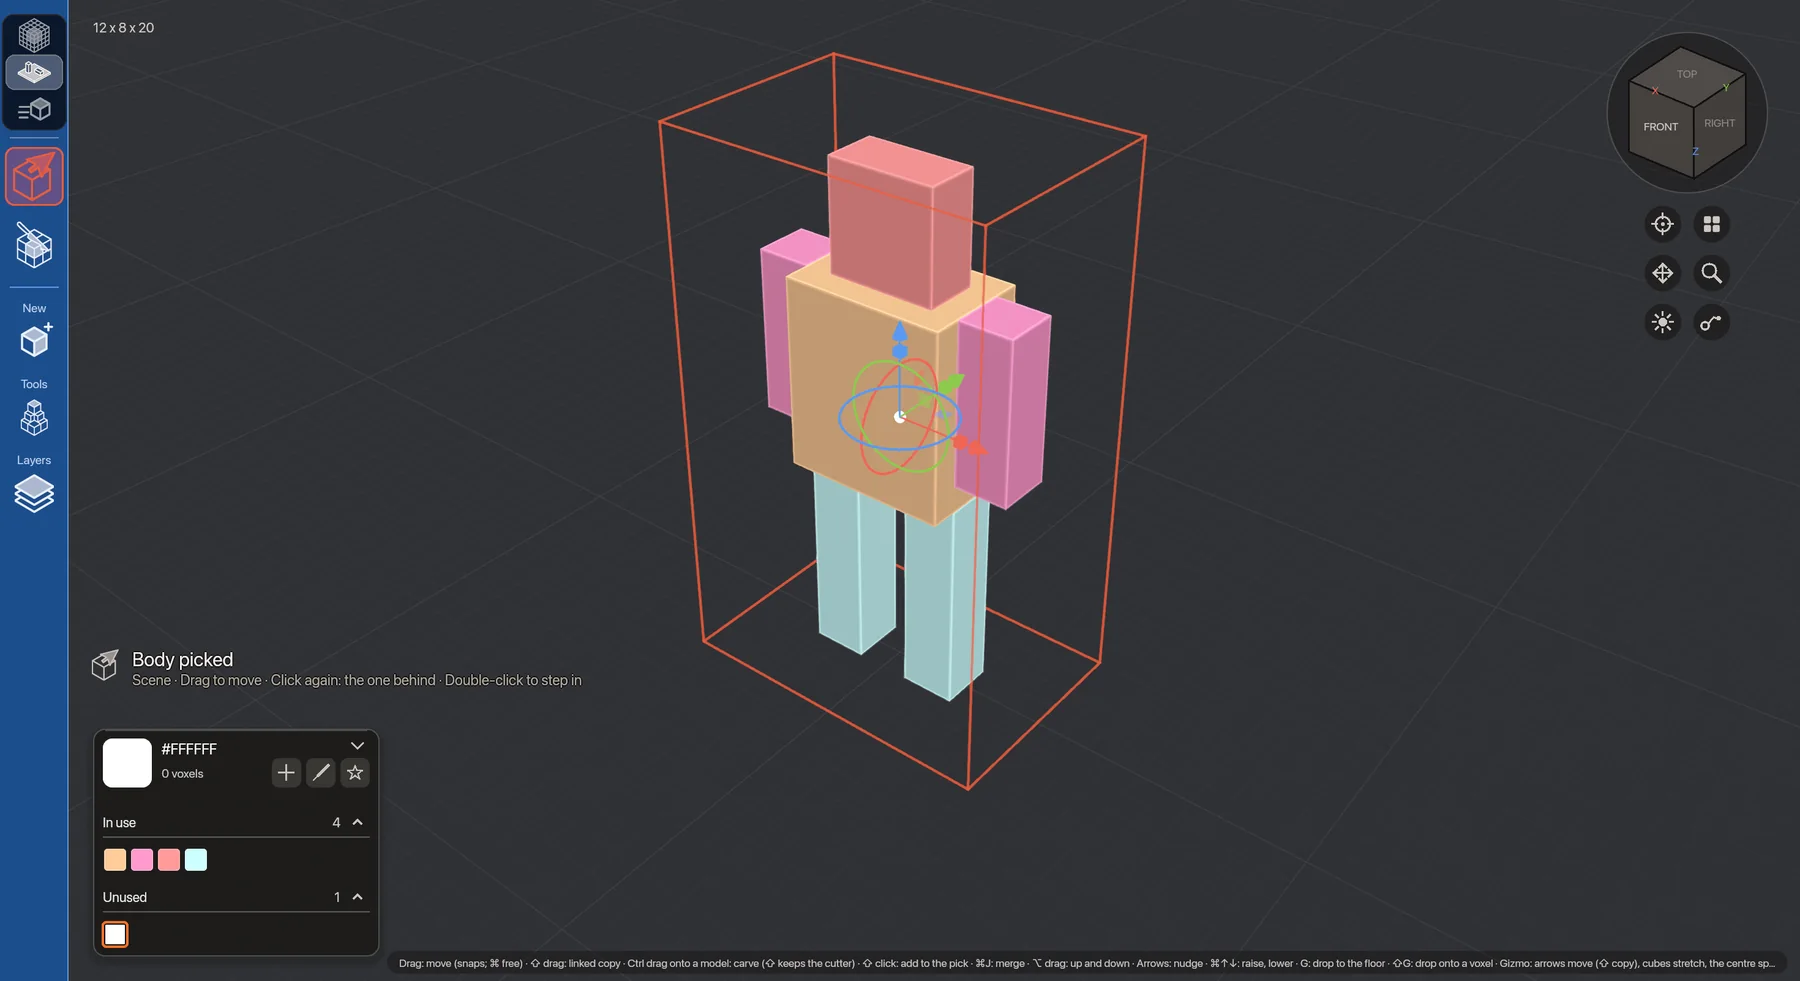 12 x 8 x 20
TOP
X
Y
FRONT
RIGHT
Z
New
Tools
Layers
Body picked
Scene · Drag to move · Click again: the one behind · Double-click to step in
#FFFFFF
0 voxels
In use 4
Unused 1
Drag: move (snaps; ⌘ free) · ⇧ drag: linked copy · Ctrl drag onto a model: carve (⇧ keeps the cutter) · ⇧ click: add to the pick · ⌘J: merge · ⌥ drag: up and down · Arrows: nudge · ⌘↑↓: raise, lower · G: drop to the floor · ⇧G: drop onto a voxel · Gizmo: arrows move (⇧ copy), cubes stretch, the centre sp...